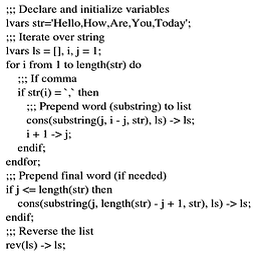 ;;; Declare and initialize variables
lvars str='Hello,How,Are,You,Today';
;;; Iterate over string
lvars ls = [], i, j = 1;
for i from 1 to length(str) do
;;; If comma
if str(i) = `,` then
;;; Prepend word (substring) to list
cons(substring(j, i - j, str), ls) -> ls;
i + 1 -> j;
endif;
endfor;
;;; Prepend final word (if needed)
if j <= length(str) then
cons(substring(j, length(str) - j + 1, str), ls) -> ls;
endif;
;;; Reverse the list
rev(ls) -> ls;